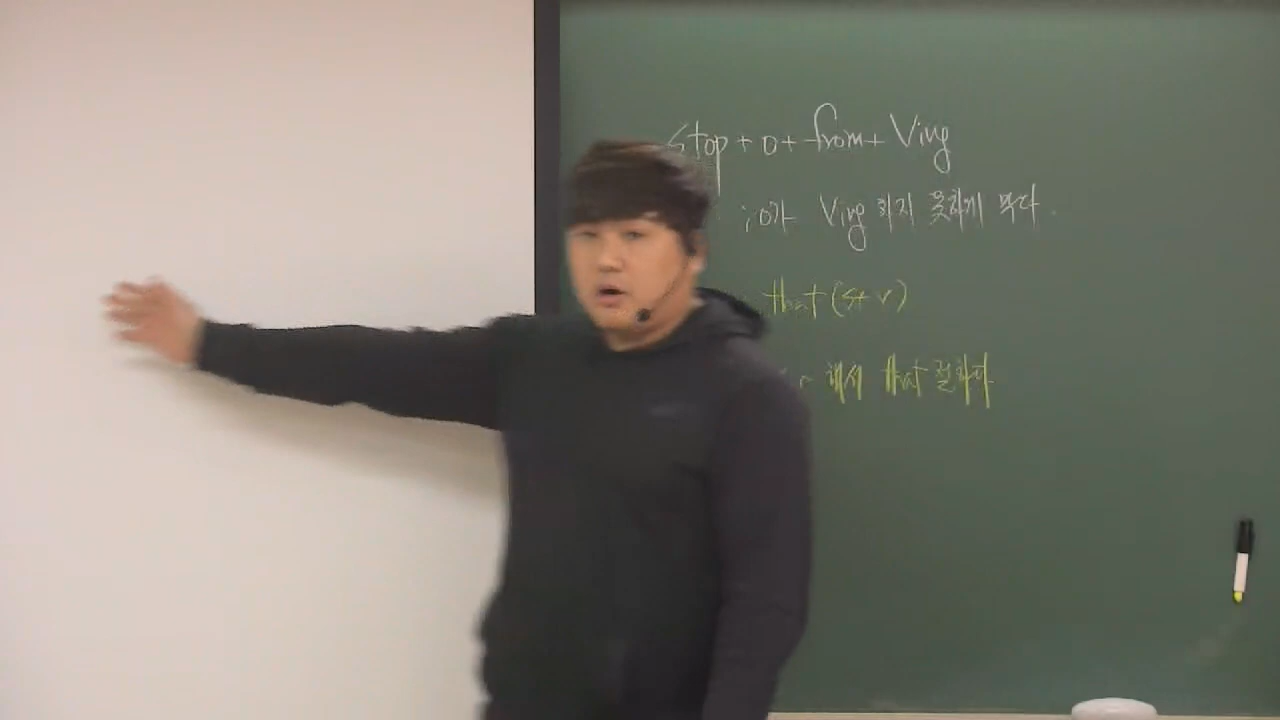 Stop + O + from + Ving
; O가 Ving 하지 못하게 막다.
that (S+ V)
해서 that 절하다